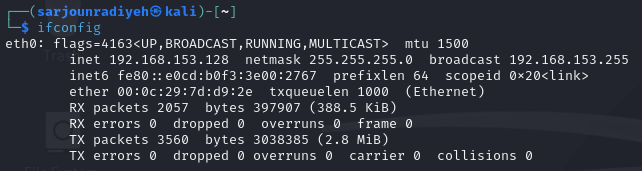 ┌──(sarjounradiyeh㉿kali)-[~]
└─$ ifconfig
eth0: flags=4163<UP,BROADCAST,RUNNING,MULTICAST>  mtu 1500
        inet 192.168.153.128  netmask 255.255.255.0  broadcast 192.168.153.255
        inet6 fe80::e0cd:b0f3:3e00:2767  prefixlen 64  scopeid 0×20<link>
        ether 00:0c:29:7d:d9:2e  txqueuelen 1000  (Ethernet)
        RX packets 2057  bytes 397907 (388.5 KiB)
        RX errors 0  dropped 0  overruns 0  frame 0
        TX packets 3560  bytes 3038385 (2.8 MiB)
        TX errors 0  dropped 0 overruns 0  carrier 0  collisions 0